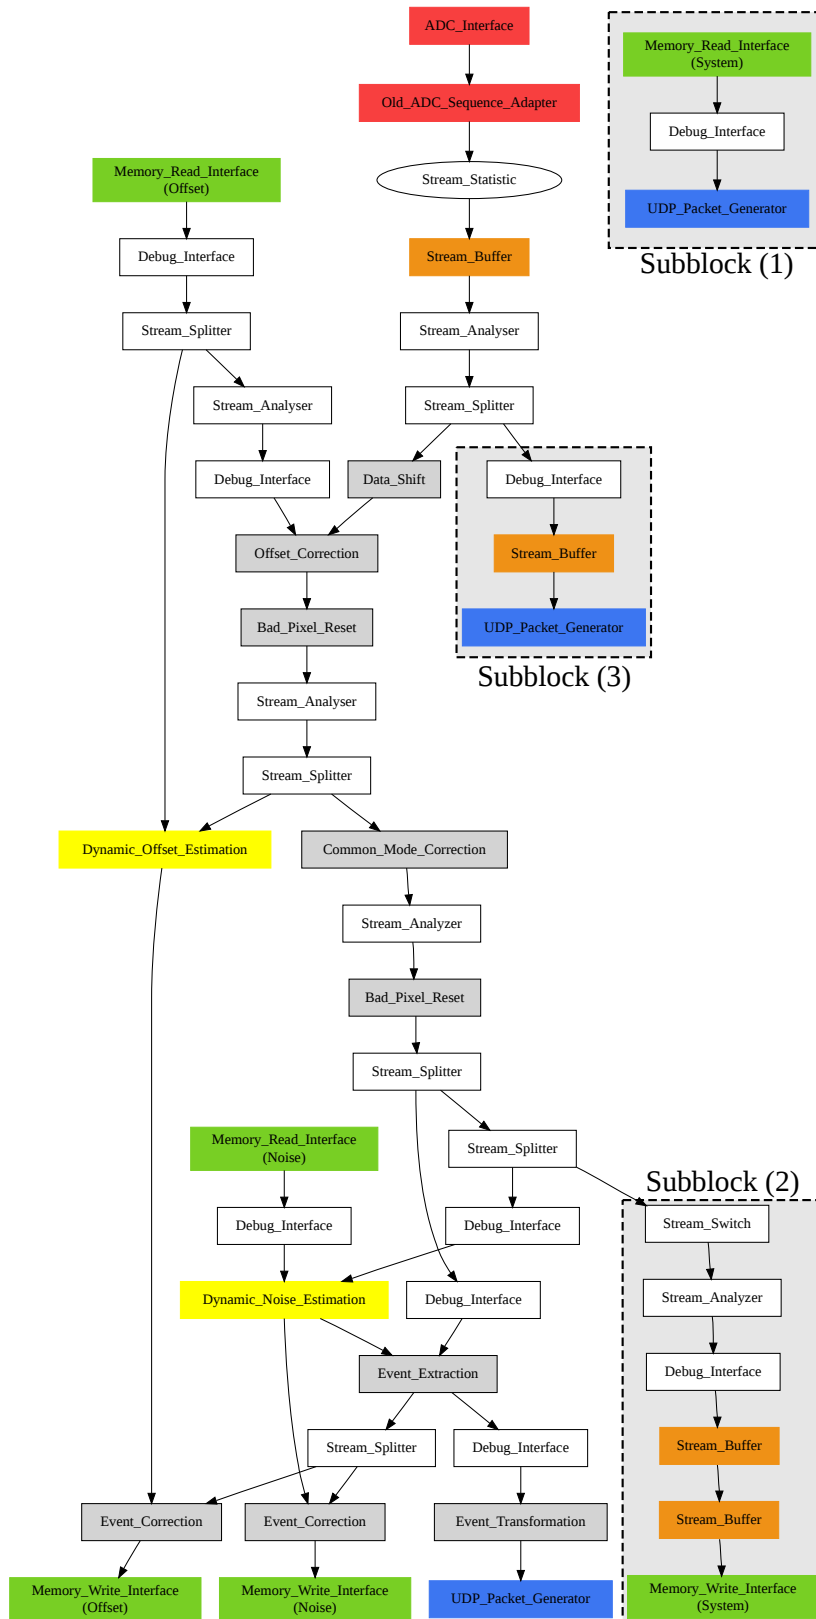 ADC_Interface
Memory_Read_Interface
(System)
Old_ADC_Sequence_Adapter
Debug_Interface
Memory_Read_Interface
(Offset)
Stream_Statistic
UDP_Packet_Generator
Debug_Interface
Stream_Buffer
Subblock (1)
Stream_Splitter
Stream_Analyser
Stream_Analyser
Stream_Splitter
Debug_Interface
Data_Shift
Debug_Interface
Offset_Correction
Stream_Buffer
Bad_Pixel_Reset
UDP_Packet_Generator
Subblock (3)
Stream_Analyser
Stream_Splitter
Dynamic_Offset_Estimation
Common_Mode_Correction
Stream_Analyzer
Bad_Pixel_Reset
Stream_Splitter
Memory_Read_Interface
(Noise)
Stream_Splitter
Subblock (2)
Debug_Interface
Debug_Interface
Stream_Switch
Dynamic_Noise_Estimation
Debug_Interface
Stream_Analyzer
Event_Extraction
Debug_Interface
Stream_Splitter
Debug_Interface
Stream_Buffer
Event_Correction
Event_Correction
Event_Transformation
Stream_Buffer
Memory_Write_Interface
(Offset)
Memory_Write_Interface
(Noise)
UDP_Packet_Generator
Memory_Write_Interface
(System)